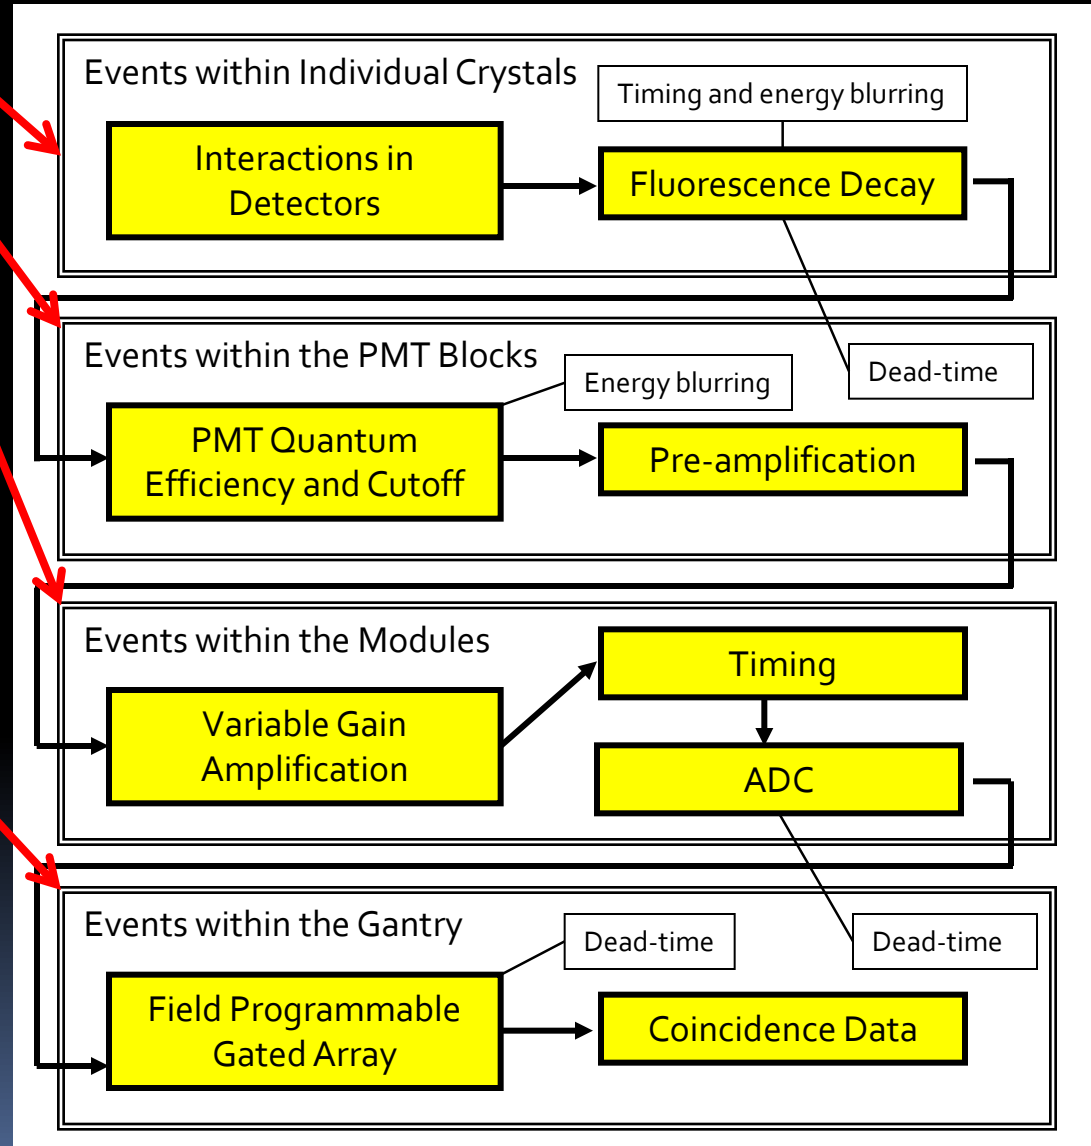 Events within Individual Crystals
Timing and energy blurring
Interactions in
Detectors
Fluorescence Decay
Events within the PMT Blocks
Energy blurring
Dead-time
PMT Quantum
Efficiency and Cutoff
Pre-amplification
Events within the Modules
Timing
Variable Gain
Amplification
ADC
Events within the Gantry
Dead-time
Dead-time
Field Programmable
Gated Array
Coincidence Data